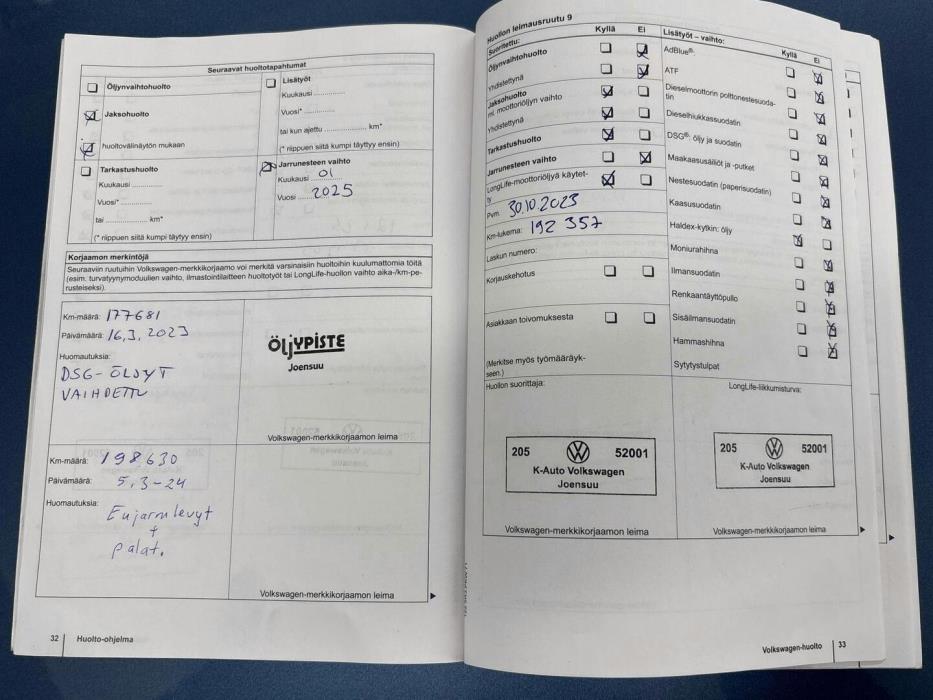 Seuraavat huoltotapahtumat
Öljynvaihtohuolto
Jaksohuolto
huoltovälinäytön mukaan
Tarkastushuolto
Kuukausi
Vuosi*
tai km*
(* riippuen siitä kumpi täytyy ensin)
Lisätyöt
Kuukausi
Vuosi*
tai kun ajettu km*
(* riippuen siitä kumpi täytyy ensin)
Jarrunesteen vaihto
Kuukausi 01
Vuosi 2025
Korjaamon merkintöjä
Seuraaviin ruutuihin Volkswagen-merkkikorjaamo voi merkitä varsinaisiin huoltoihin kuulumattomia töitä
(esim. turvatyynymoduulien vaihto, ilmastointilaitteen huoltotyöt tai LongLife-huollon vaihto aika-/km-pe-
rusteiseksi).
Km-määrä: 177681
Päivämäärä: 16.3.2023
Huomautuksia:
DSG-ÖLJYT
VAIHDETTU
ÖljyPISTE
Joensuu
Volkswagen-merkkikorjaamon leima
Km-määrä: 198630
Päivämäärä: 5.3-24
Huomautuksia:
Etujarrulevyt
+
palat.
Volkswagen-merkkikorjaamon leima
32 Huolto-ohjelma
Huollon leimausruutu 9
Suoritettu: Kyllä Ei
Öljynvaihtohuolto
Yhdistettynä
Jaksohuolto
ml. moottoriöljyn vaihto
Yhdistettynä
Tarkastushuolto
Jarrunesteen vaihto
LongLife-moottoriöljyä käytet-
ty
Pvm. 30.10.2023
Km-lukema: 192 357
Laskun numero:
Korjauskehotus
Asiakkaan toivomuksesta
(Merkitse myös työmääräyk-
seen.)
Lisätyöt – vaihto: Kyllä Ei
AdBlue®:
ATF
Dieselmoottorin polttonestesuoda-
tin
Dieselhiukkassuodatin
DSG®: öljy ja suodatin
Maakaasusäiliöt ja -putket
Nestesuodatin (paperisuodatin)
Kaasusuodatin
Haldex-kytkin: öljy
Moniurahihna
Ilmansuodatin
Renkaantäyttöpullo
Sisäilmansuodatin
Hammashihna
Sytytystulpat
Huollon suorittaja:
205 52001
K-Auto Volkswagen
Joensuu
Volkswagen-merkkikorjaamon leima
LongLife-liikkumisturva:
205 52001
K-Auto Volkswagen
Joensuu
Volkswagen-merkkikorjaamon leima
Volkswagen-huolto 33